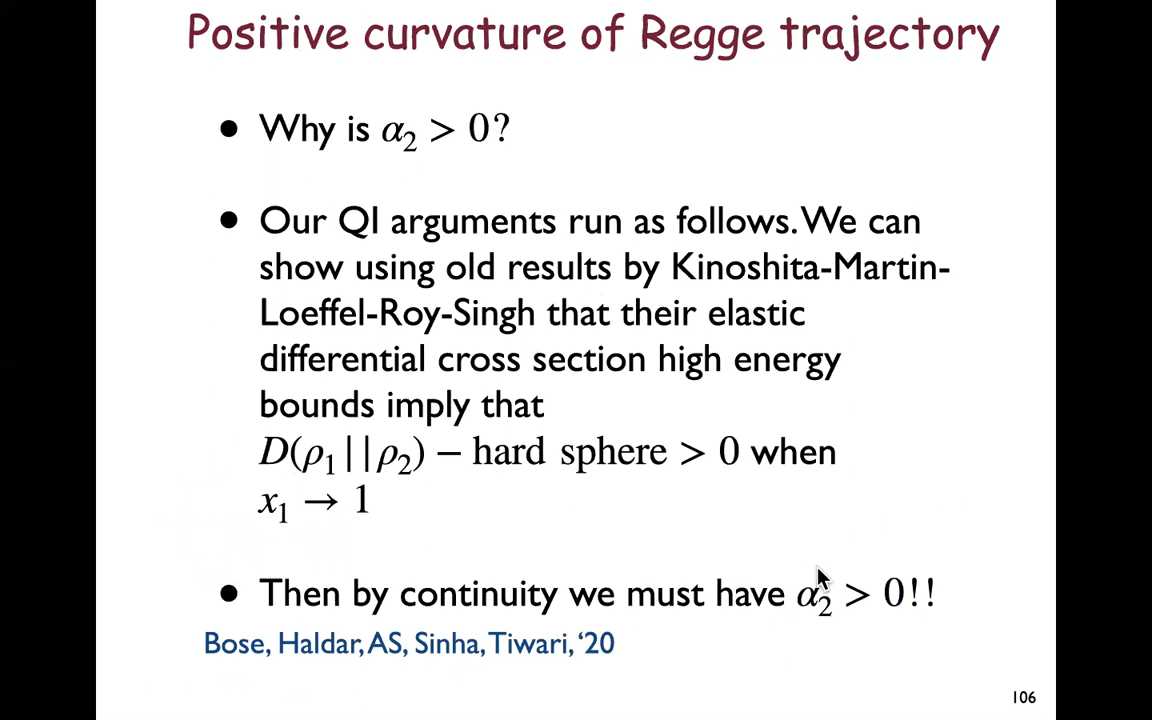 Positive curvature of Regge trajectory
• Why is α₂ > 0?
• Our QI arguments run as follows. We can
show using old results by Kinoshita-Martin-
Loeffel-Roy-Singh that their elastic
differential cross section high energy
bounds imply that
D(ρ₁||ρ₂) − hard sphere > 0 when
x₁ → 1
• Then by continuity we must have α₂ > 0!!
Bose, Haldar, AS, Sinha, Tiwari, ‘20
106